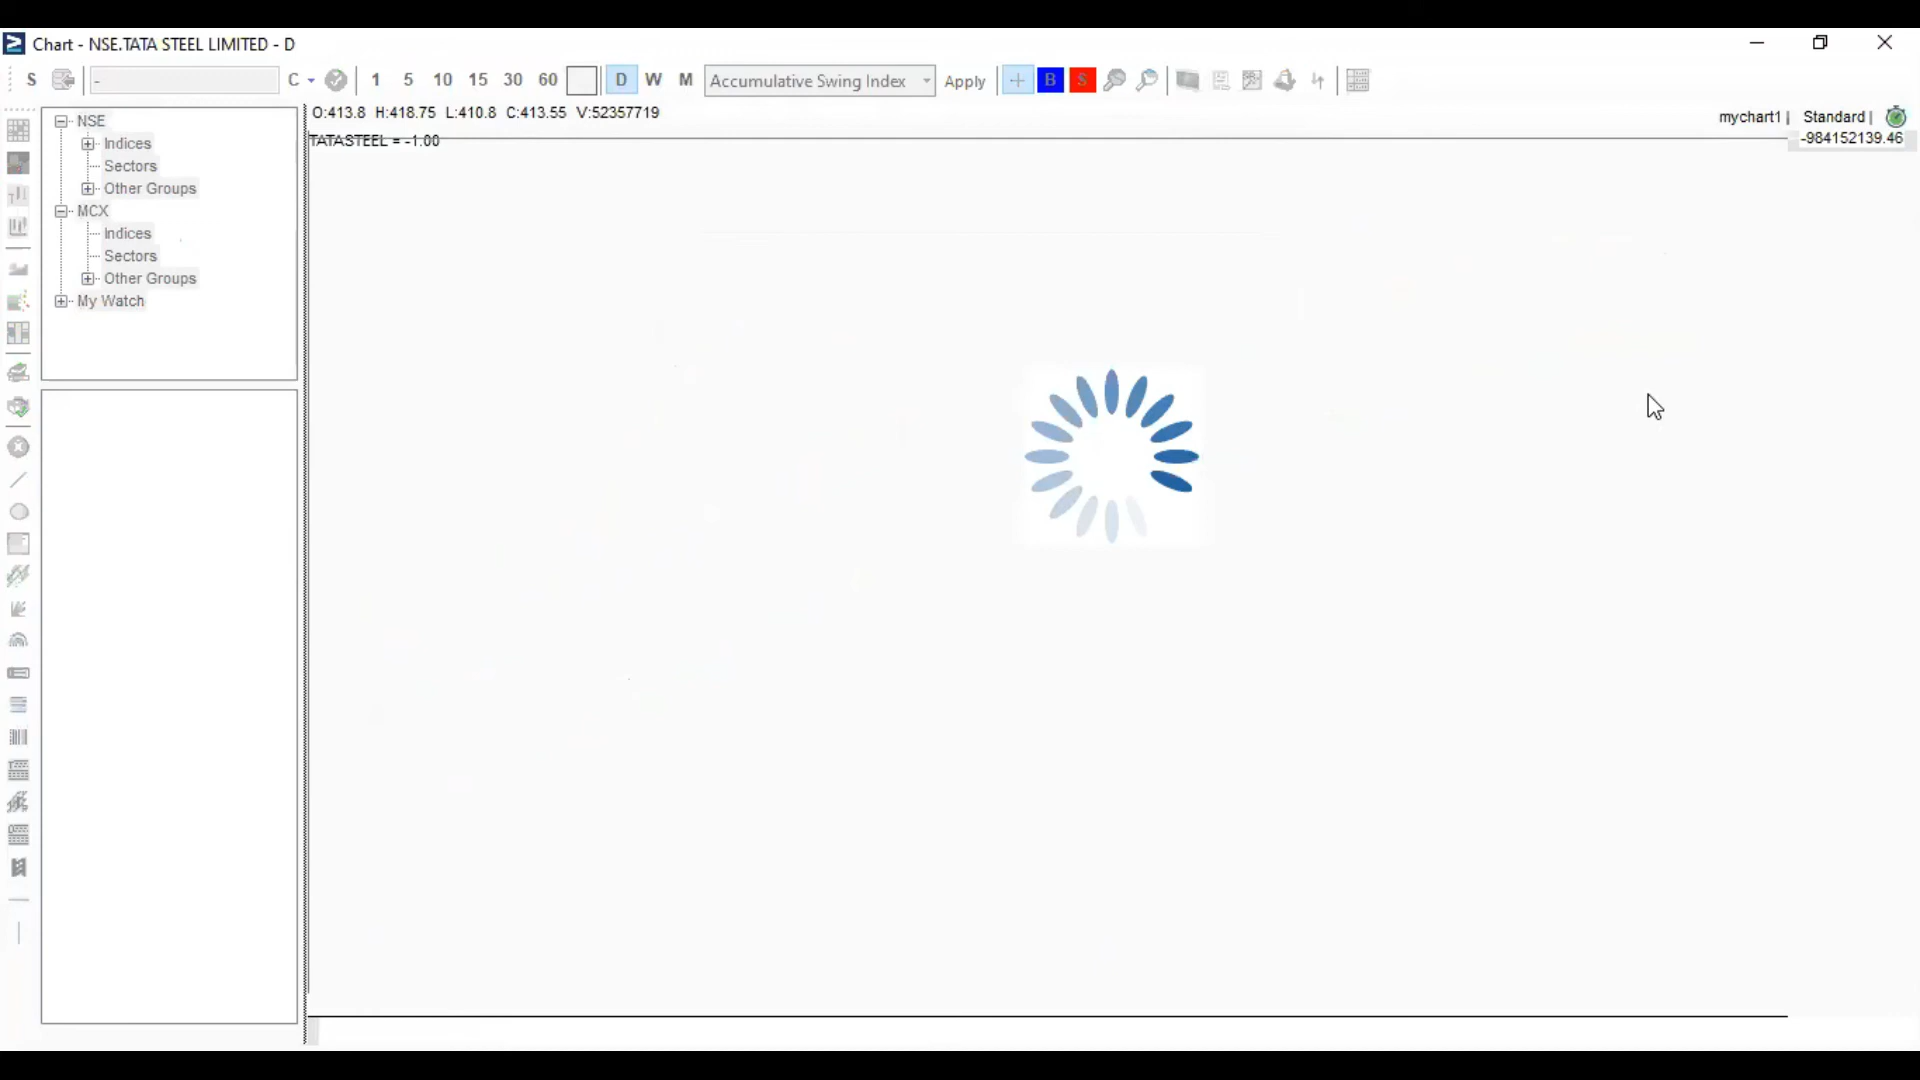 Chart - NSE.TATA STEEL LIMITED - D
S - C 1 5 10 15 30 60 D W M Accumulative Swing Index Apply B S
O:413.8 H:418.75 L:410.8 C:413.55 V:52357719
mychart1 | Standard |
TATASTEEL = -1.00
-984152139.46
NSE
Indices
Sectors
Other Groups
MCX
Indices
Sectors
Other Groups
My Watch